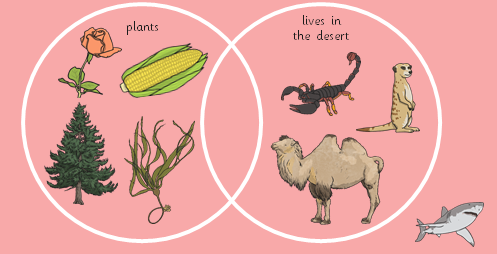 plants
lives in
the desert